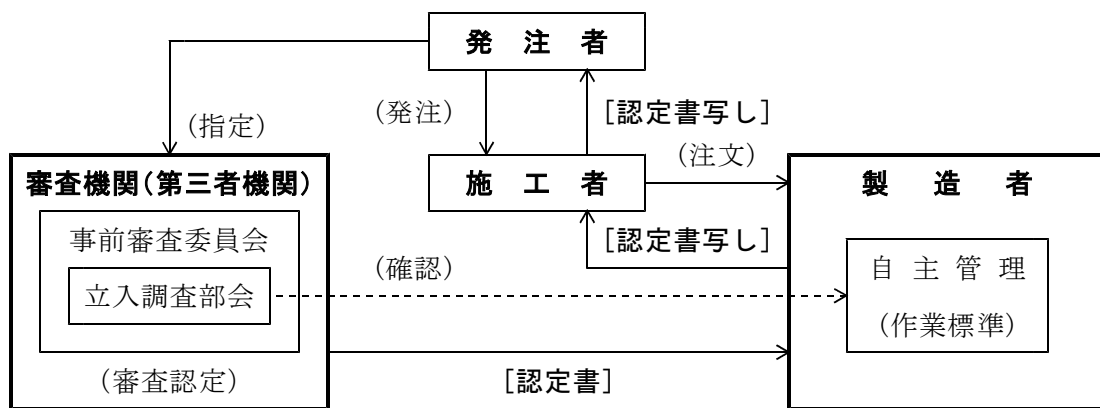 発 注 者
(指定)
(発注)
[認定書写し]
(注文)
審査機関(第三者機関)
事前審査委員会
立入調査部会
(審査認定)
施 工 者
[認定書写し]
(確認)
[認定書]
製 造 者
自 主 管 理
(作業標準)